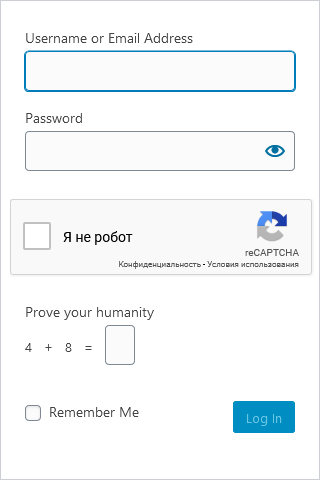 Username or Email Address
Password
Я не робот
reCAPTCHA
Конфиденциальность - Условия использования
Prove your humanity
4 + 8 =
Remember Me
Log In